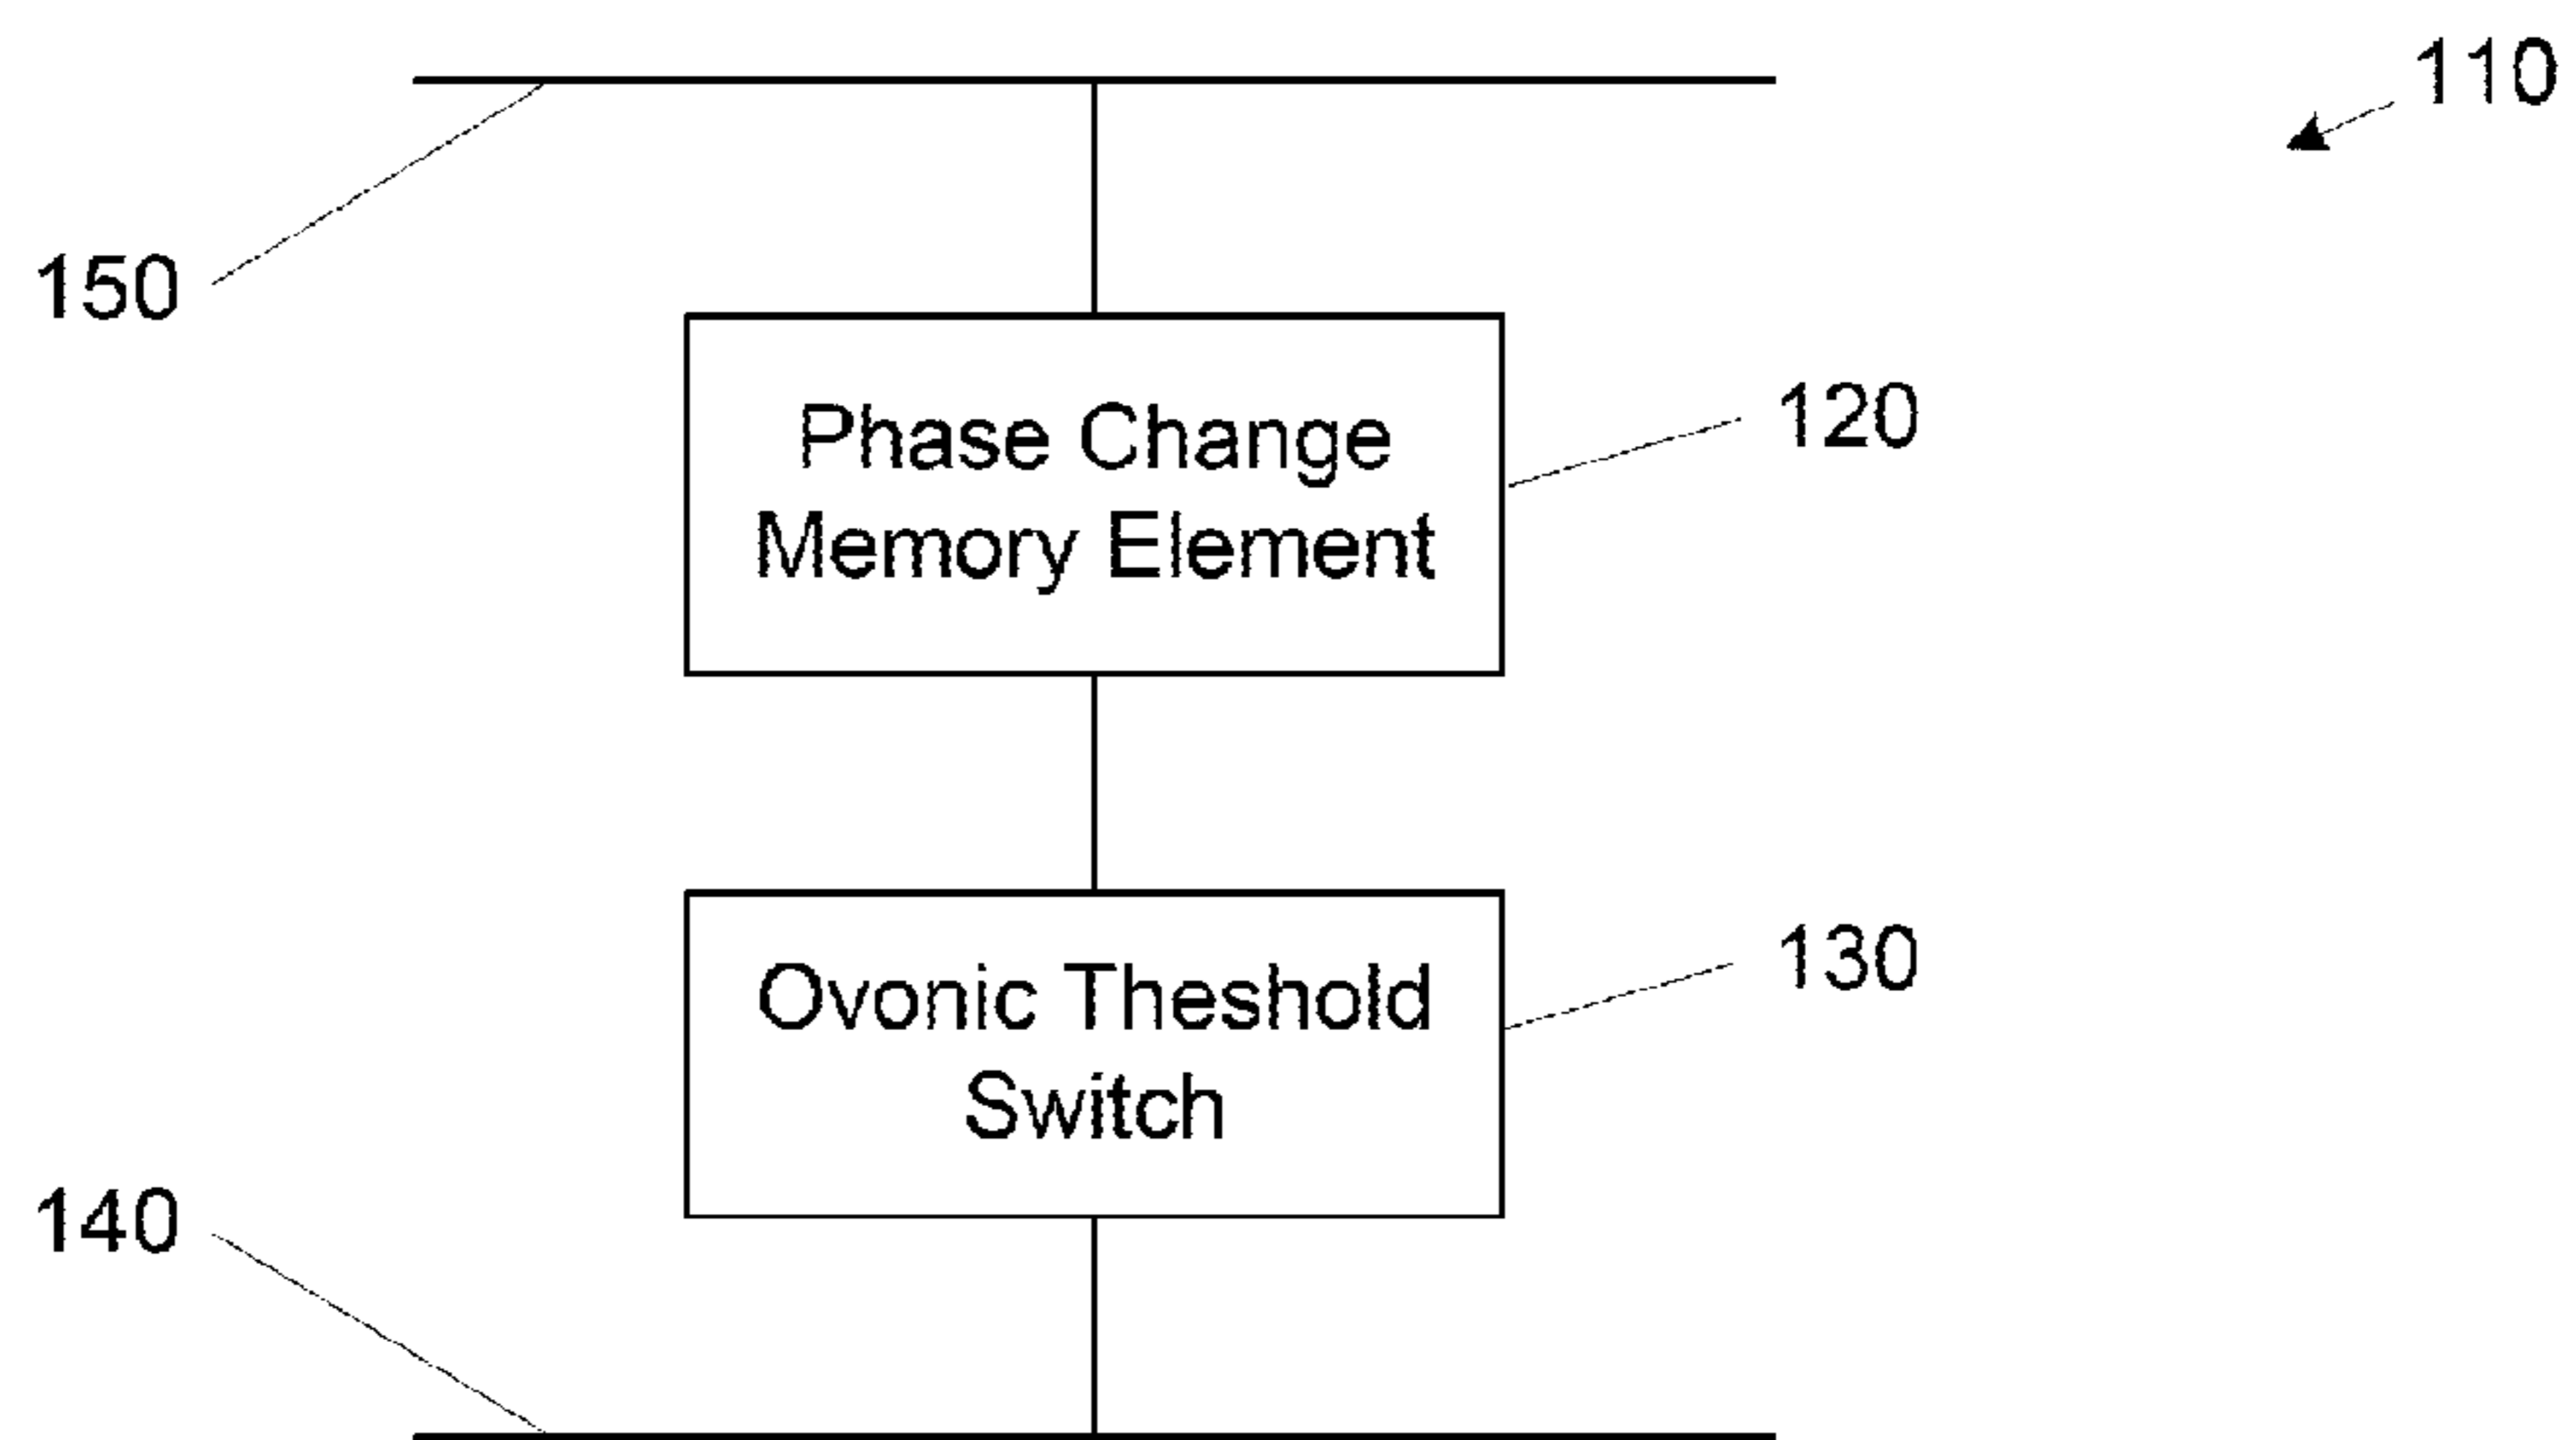 110
150
Phase Change
Memory Element
120
Ovonic Theshold
Switch
130
140